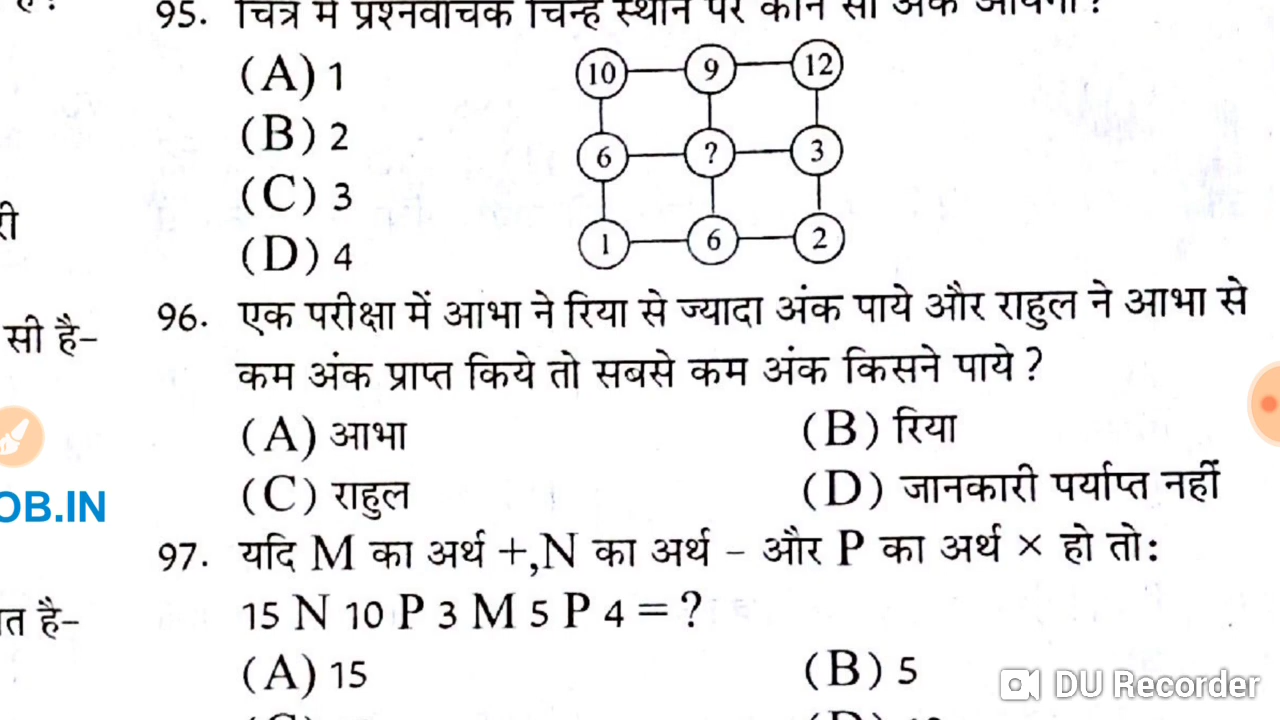 95. चित्र में प्रश्नवाचक चिन्ह स्थान पर कौन सा अंक आयेगा?
(A) 1
(B) 2
(C) 3
(D) 4
10 9 12
6 ? 3
1 6 2
सी है-
96. एक परीक्षा में आभा ने रिया से ज्यादा अंक पाये और राहुल ने आभा से
कम अंक प्राप्त किये तो सबसे कम अंक किसने पाये?
(A) आभा (B) रिया
(C) राहुल (D) जानकारी पर्याप्त नहीं
OB.IN
97. यदि M का अर्थ +,N का अर्थ - और P का अर्थ × हो तो:
15 N 10 P 3 M 5 P 4 = ?
(A) 15 (B) 5
DU Recorder